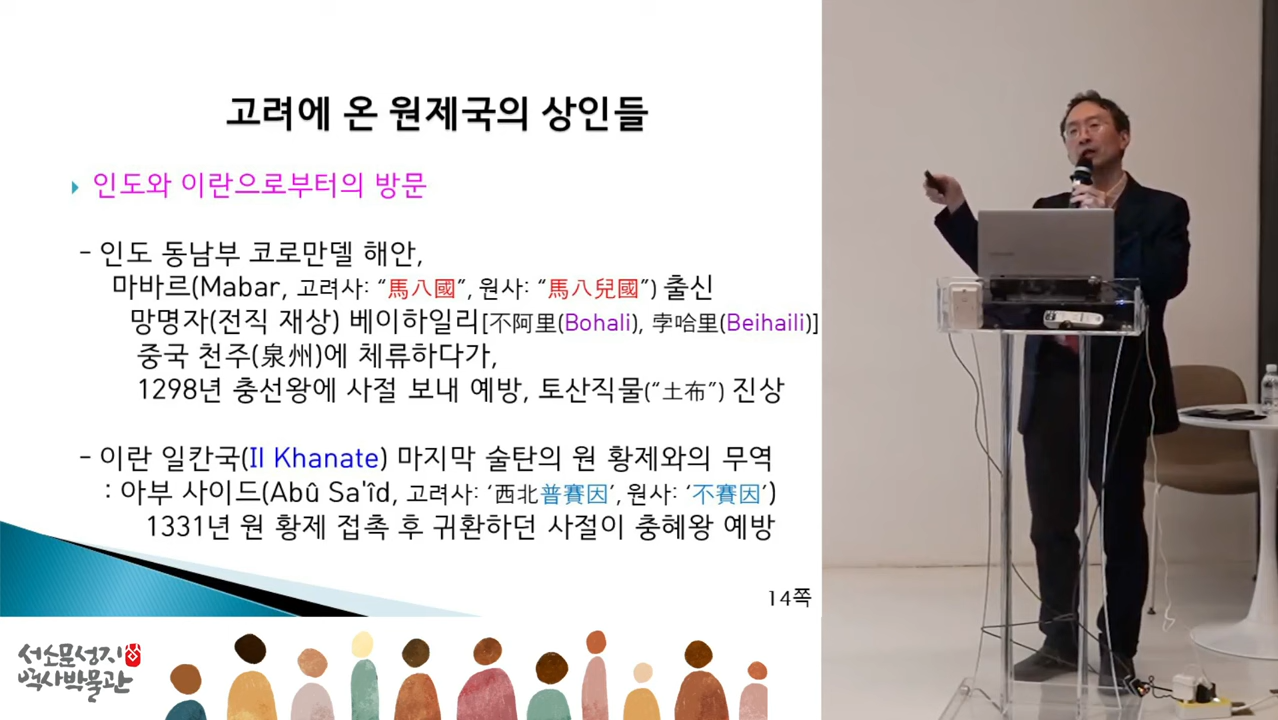 고려에 온 원제국의 상인들
인도와 이란으로부터의 방문
- 인도 동남부 코로만델 해안,
마바르(Mabar, 고려사: “馬八國”, 원사: “馬八兒國”) 출신
망명자(전직 재상) 베이하일리[不阿里(Bohali), 孛哈里(Beihaili)]
중국 천주(泉州)에 체류하다가,
1298년 충선왕에 사절 보내 예방, 토산직물(“土布”) 진상
- 이란 일칸국(Il Khanate) 마지막 술탄의 원 황제와의 무역
: 아부 사이드(Abû Sa'îd, 고려사: ‘西北普賽因’, 원사: ‘不賽因’)
1331년 원 황제 접촉 후 귀환하던 사절이 충혜왕 예방
14쪽
서소문성지
역사박물관